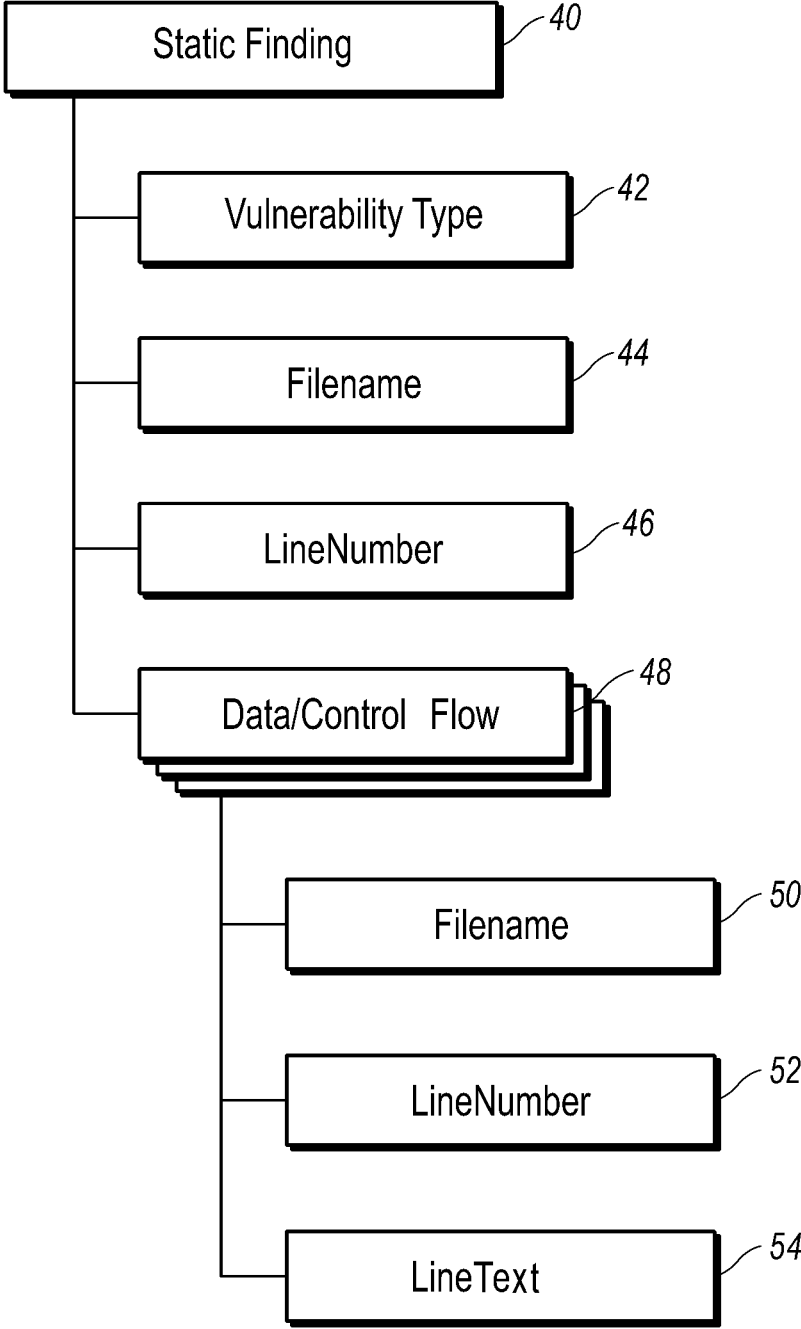 Static Finding
40
Vulnerability Type
42
Filename
44
LineNumber
46
Data/Control Flow
48
Filename
50
LineNumber
52
LineText
54